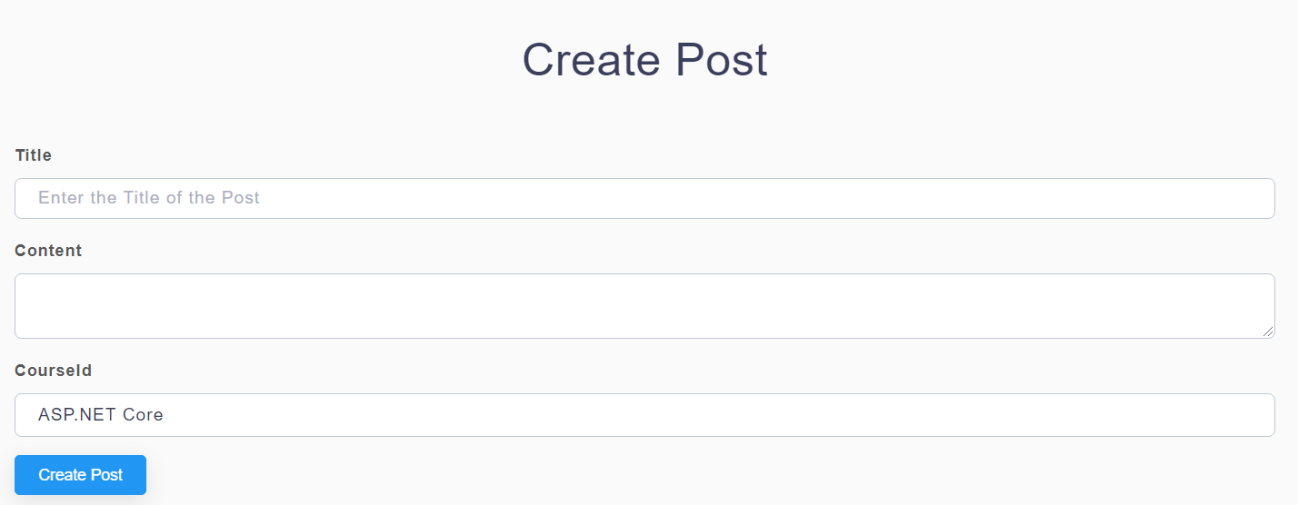 Create Post
Title
Enter the Title of the Post
Content
CourseId
ASP.NET Core
Create Post